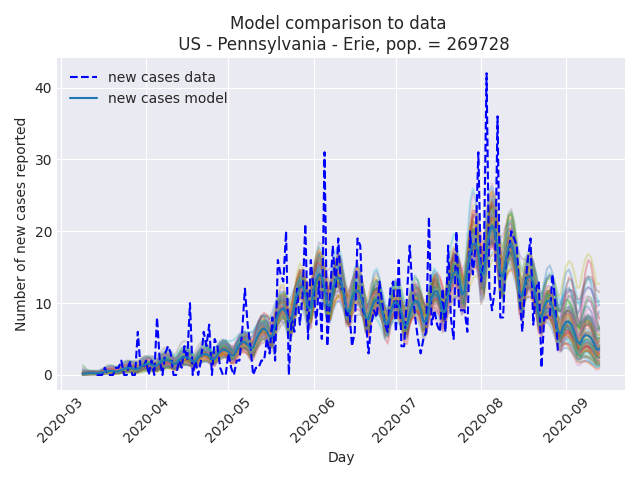 Model comparison to data
US - Pennsylvania - Erie, pop. = 269728
new cases data
new cases model
Number of new cases reported
40
30
20
10
0
2020-03
2020-04
2020-05
2020-06
2020-07
2020-08
2020-09
Day